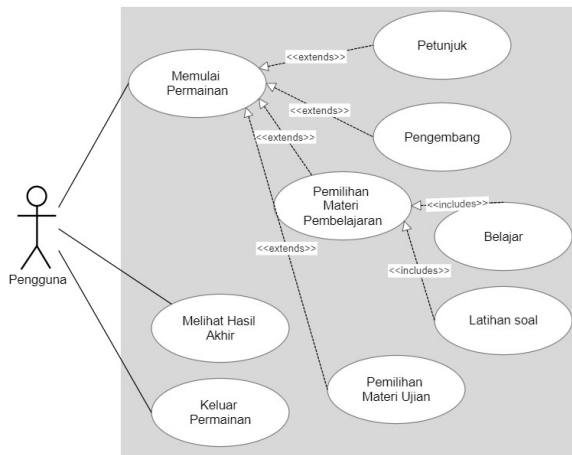 Petunjuk
<<extends>>
Memulai
Permainan
<<extends>>
Pengembang
<<extends>>
Pemilihan
Materi
Pembelajaran
<<includes>>
Belajar
<<extends>>
<<includes>>
Pengguna
Latihan soal
Melihat Hasil
Akhir
Pemilihan
Materi Ujian
Keluar
Permainan